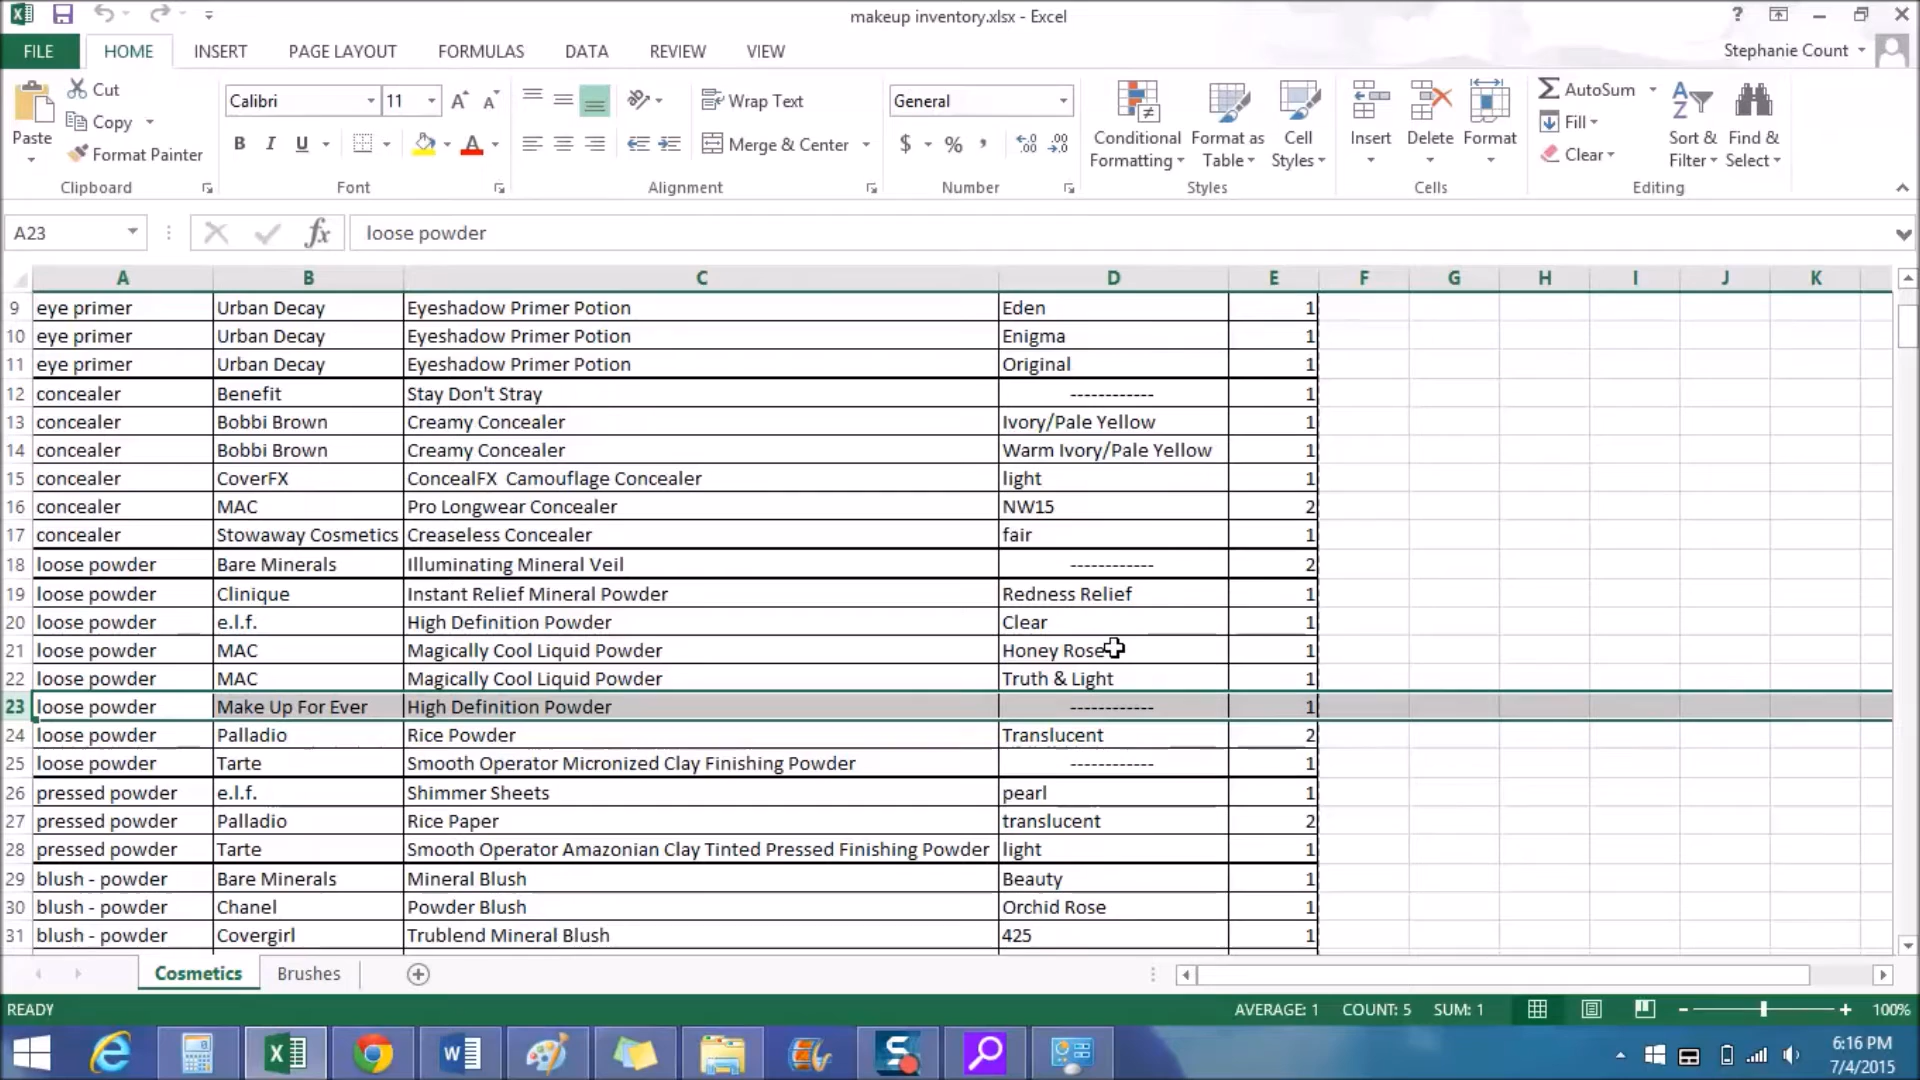 makeup inventory.xlsx - Excel
?
FILE HOME INSERT PAGE LAYOUT FORMULAS DATA REVIEW VIEW Stephanie Count
Paste Cut Copy Format Painter Clipboard
Calibri 11 A A B I U A Font
Wrap Text Merge & Center Alignment
General $ % , .00 Number
Conditional Formatting Format as Table Cell Styles Styles
Insert Delete Format Cells
AutoSum Fill Clear Sort & Filter Find & Select Editing
A23 fx loose powder
A B C D E F G H I J K
9 eye primer Urban Decay Eyeshadow Primer Potion Eden 1
10 eye primer Urban Decay Eyeshadow Primer Potion Enigma 1
11 eye primer Urban Decay Eyeshadow Primer Potion Original 1
12 concealer Benefit Stay Don't Stray ------------ 1
13 concealer Bobbi Brown Creamy Concealer Ivory/Pale Yellow 1
14 concealer Bobbi Brown Creamy Concealer Warm Ivory/Pale Yellow 1
15 concealer CoverFX ConcealFX  Camouflage Concealer light 1
16 concealer MAC Pro Longwear Concealer NW15 2
17 concealer Stowaway Cosmetics Creaseless Concealer fair 1
18 loose powder Bare Minerals Illuminating Mineral Veil ------------ 2
19 loose powder Clinique Instant Relief Mineral Powder Redness Relief 1
20 loose powder e.l.f. High Definition Powder Clear 1
21 loose powder MAC Magically Cool Liquid Powder Honey Rose 1
22 loose powder MAC Magically Cool Liquid Powder Truth & Light 1
23 loose powder Make Up For Ever High Definition Powder ------------ 1
24 loose powder Palladio Rice Powder Translucent 2
25 loose powder Tarte Smooth Operator Micronized Clay Finishing Powder ------------ 1
26 pressed powder e.l.f. Shimmer Sheets pearl 1
27 pressed powder Palladio Rice Paper translucent 2
28 pressed powder Tarte Smooth Operator Amazonian Clay Tinted Pressed Finishing Powder light 1
29 blush - powder Bare Minerals Mineral Blush Beauty 1
30 blush - powder Chanel Powder Blush Orchid Rose 1
31 blush - powder Covergirl Trublend Mineral Blush 425 1
Cosmetics Brushes
READY AVERAGE: 1 COUNT: 5 SUM: 1 100%
6:16 PM
7/4/2015